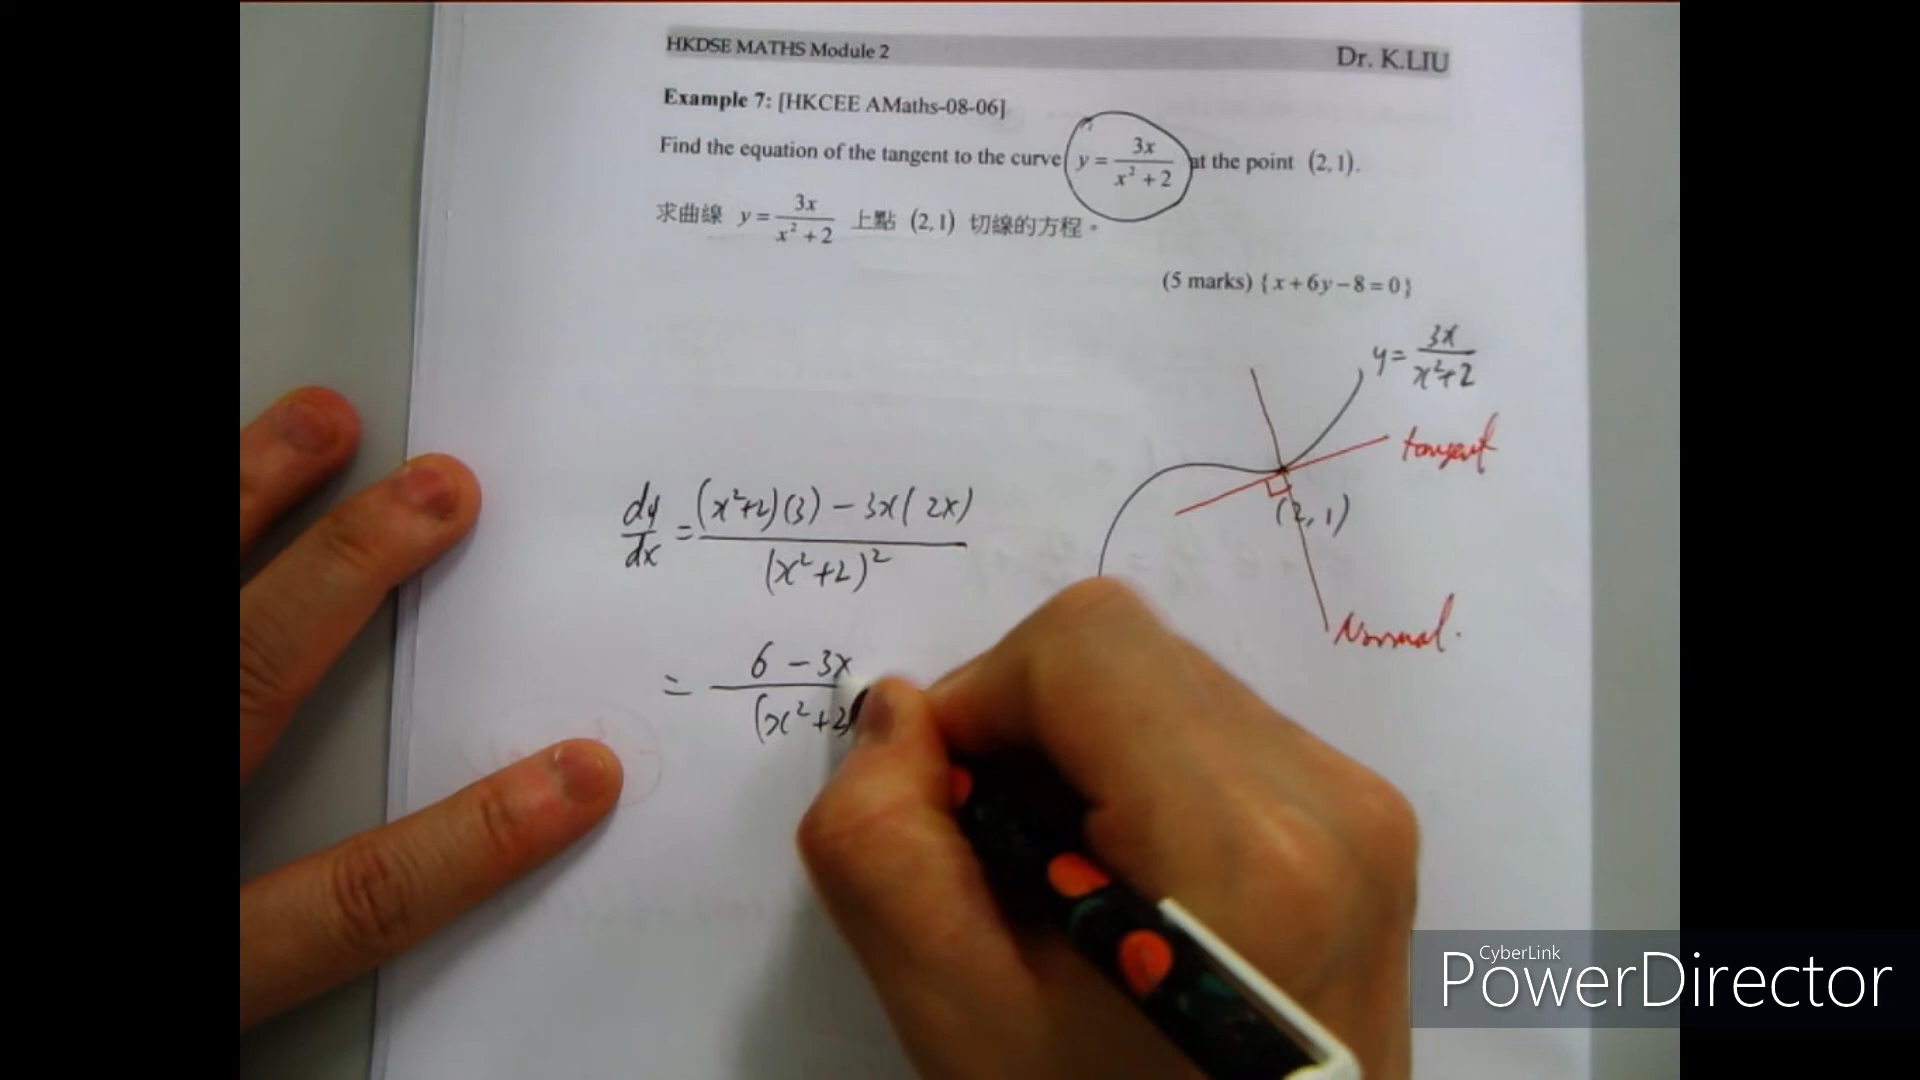 HKDSE MATHS Module 2 Dr. K.LIU
Example 7: [HKCEE AMaths-08-06]
Find the equation of the tangent to the curve y = 3x / (x² + 2) at the point (2, 1).
求曲線 y = 3x / (x² + 2) 上點 (2, 1) 切線的方程。
(5 marks) { x + 6y − 8 = 0 }
y = 3x / (x² + 2)
tangent
(2, 1)
Normal.
dy/dx = ((x²+2)(3) − 3x(2x)) / (x²+2)²
= (6 − 3x) / (x²+2)
CyberLink
PowerDirector